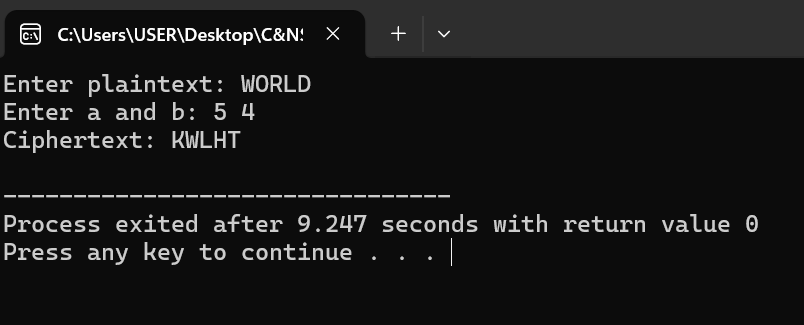 C:\Users\USER\Desktop\C&NS
Enter plaintext: WORLD
Enter a and b: 5 4
Ciphertext: KWLHT
--------------------------------
Process exited after 9.247 seconds with return value 0
Press any key to continue . . .